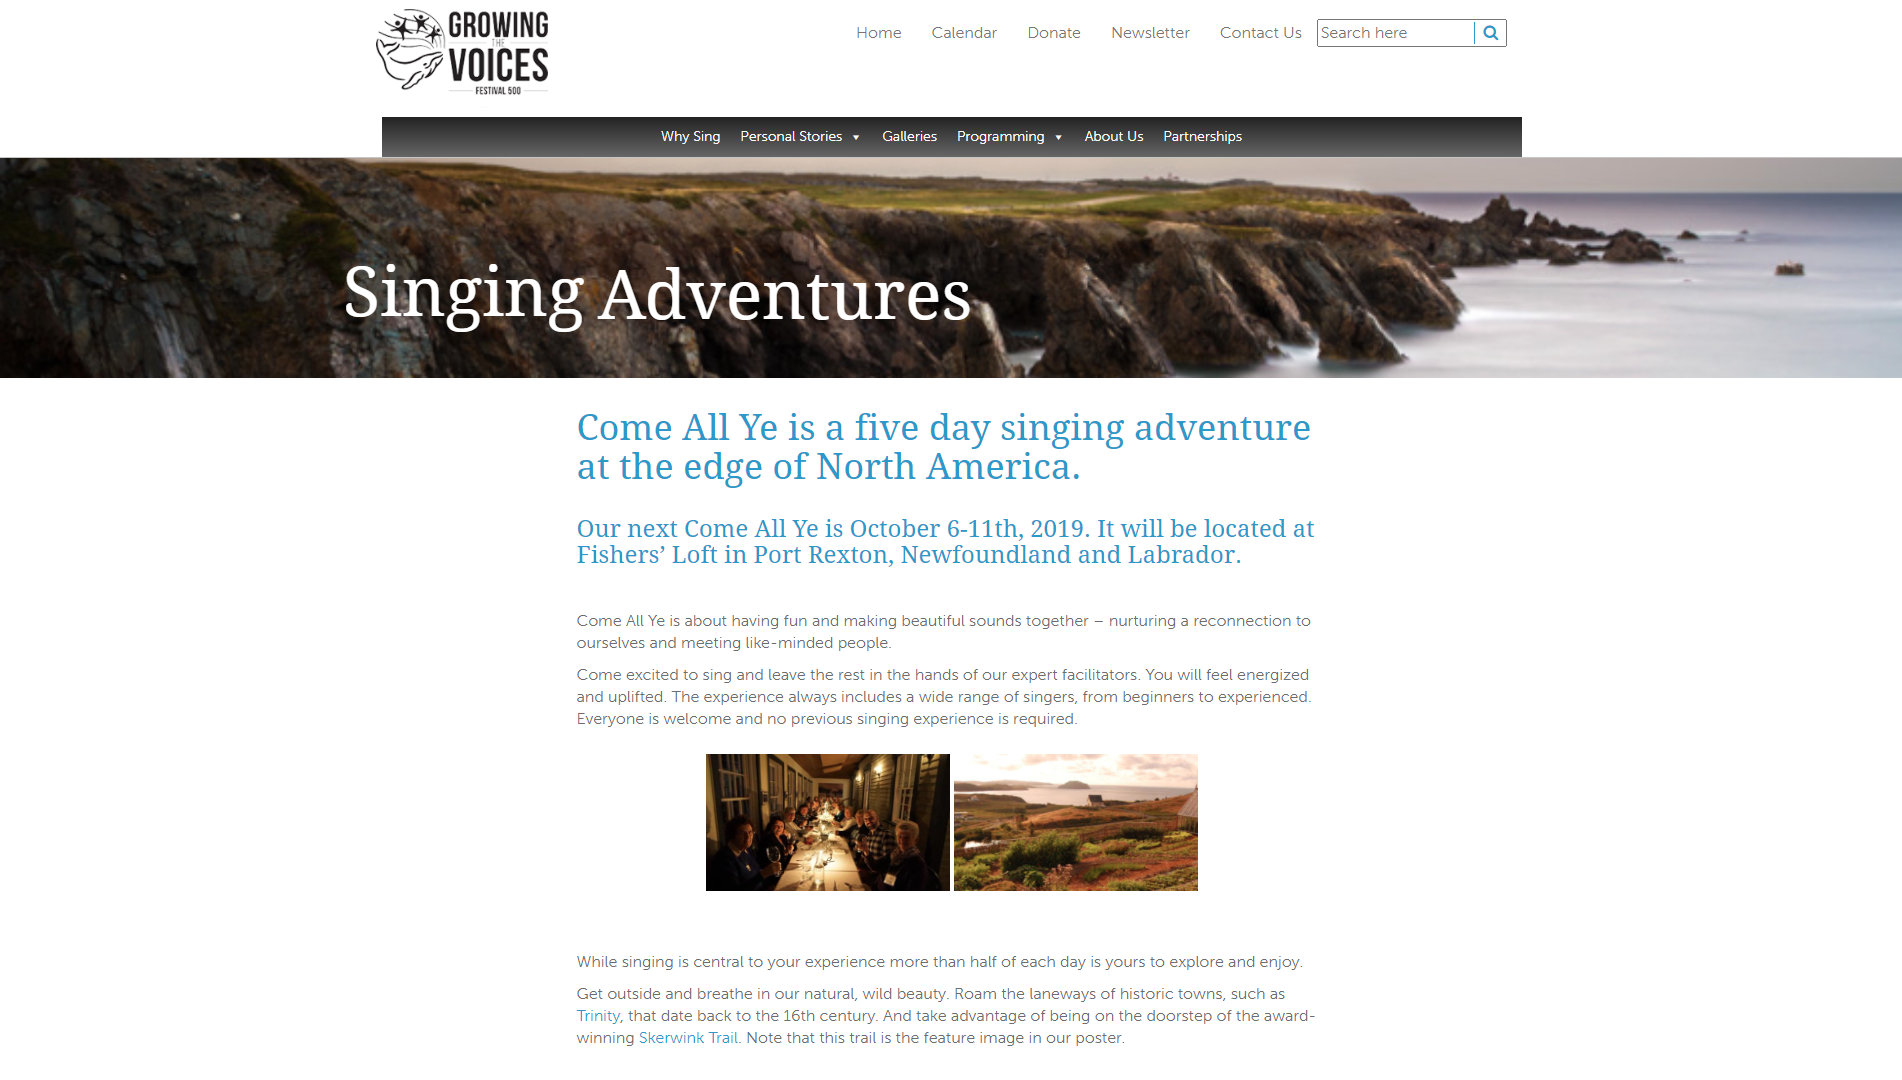 GROWING
THE
VOICES
FESTIVAL 500
Home Calendar Donate Newsletter Contact Us Search here
Why Sing Personal Stories Galleries Programming About Us Partnerships
Singing Adventures
Come All Ye is a five day singing adventure
at the edge of North America.
Our next Come All Ye is October 6-11th, 2019. It will be located at
Fishers’ Loft in Port Rexton, Newfoundland and Labrador.
Come All Ye is about having fun and making beautiful sounds together – nurturing a reconnection to
ourselves and meeting like-minded people.
Come excited to sing and leave the rest in the hands of our expert facilitators. You will feel energized
and uplifted. The experience always includes a wide range of singers, from beginners to experienced.
Everyone is welcome and no previous singing experience is required.
While singing is central to your experience more than half of each day is yours to explore and enjoy.
Get outside and breathe in our natural, wild beauty. Roam the laneways of historic towns, such as
Trinity, that date back to the 16th century. And take advantage of being on the doorstep of the award-
winning Skerwink Trail. Note that this trail is the feature image in our poster.